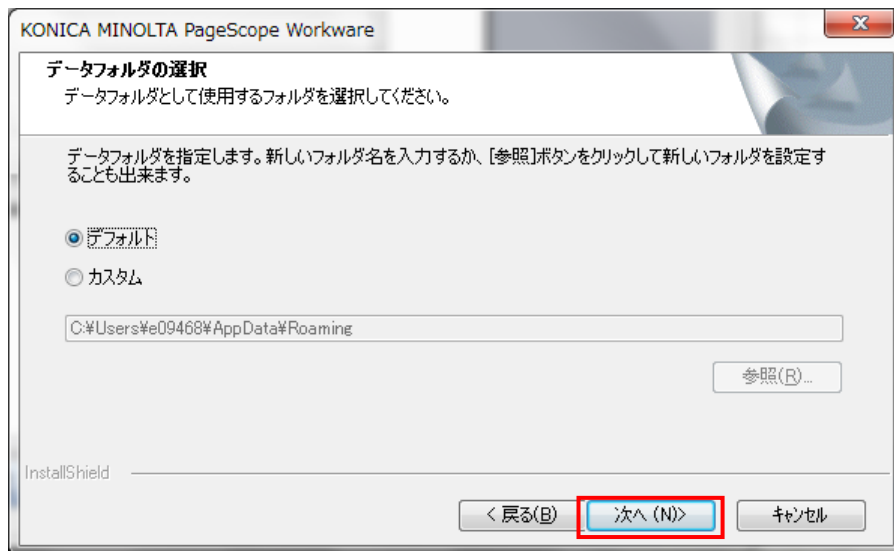 KONICA MINOLTA PageScope Workware
データフォルダの選択
データフォルダとして使用するフォルダを選択してください。
データフォルダを指定します。新しいフォルダ名を入力するか、[参照]ボタンをクリックして新しいフォルダを設定す
ることも出来ます。
デフォルト
カスタム
C:¥Users¥e09468¥AppData¥Roaming
参照(R)...
InstallShield
< 戻る(B)
次へ (N)>
キャンセル